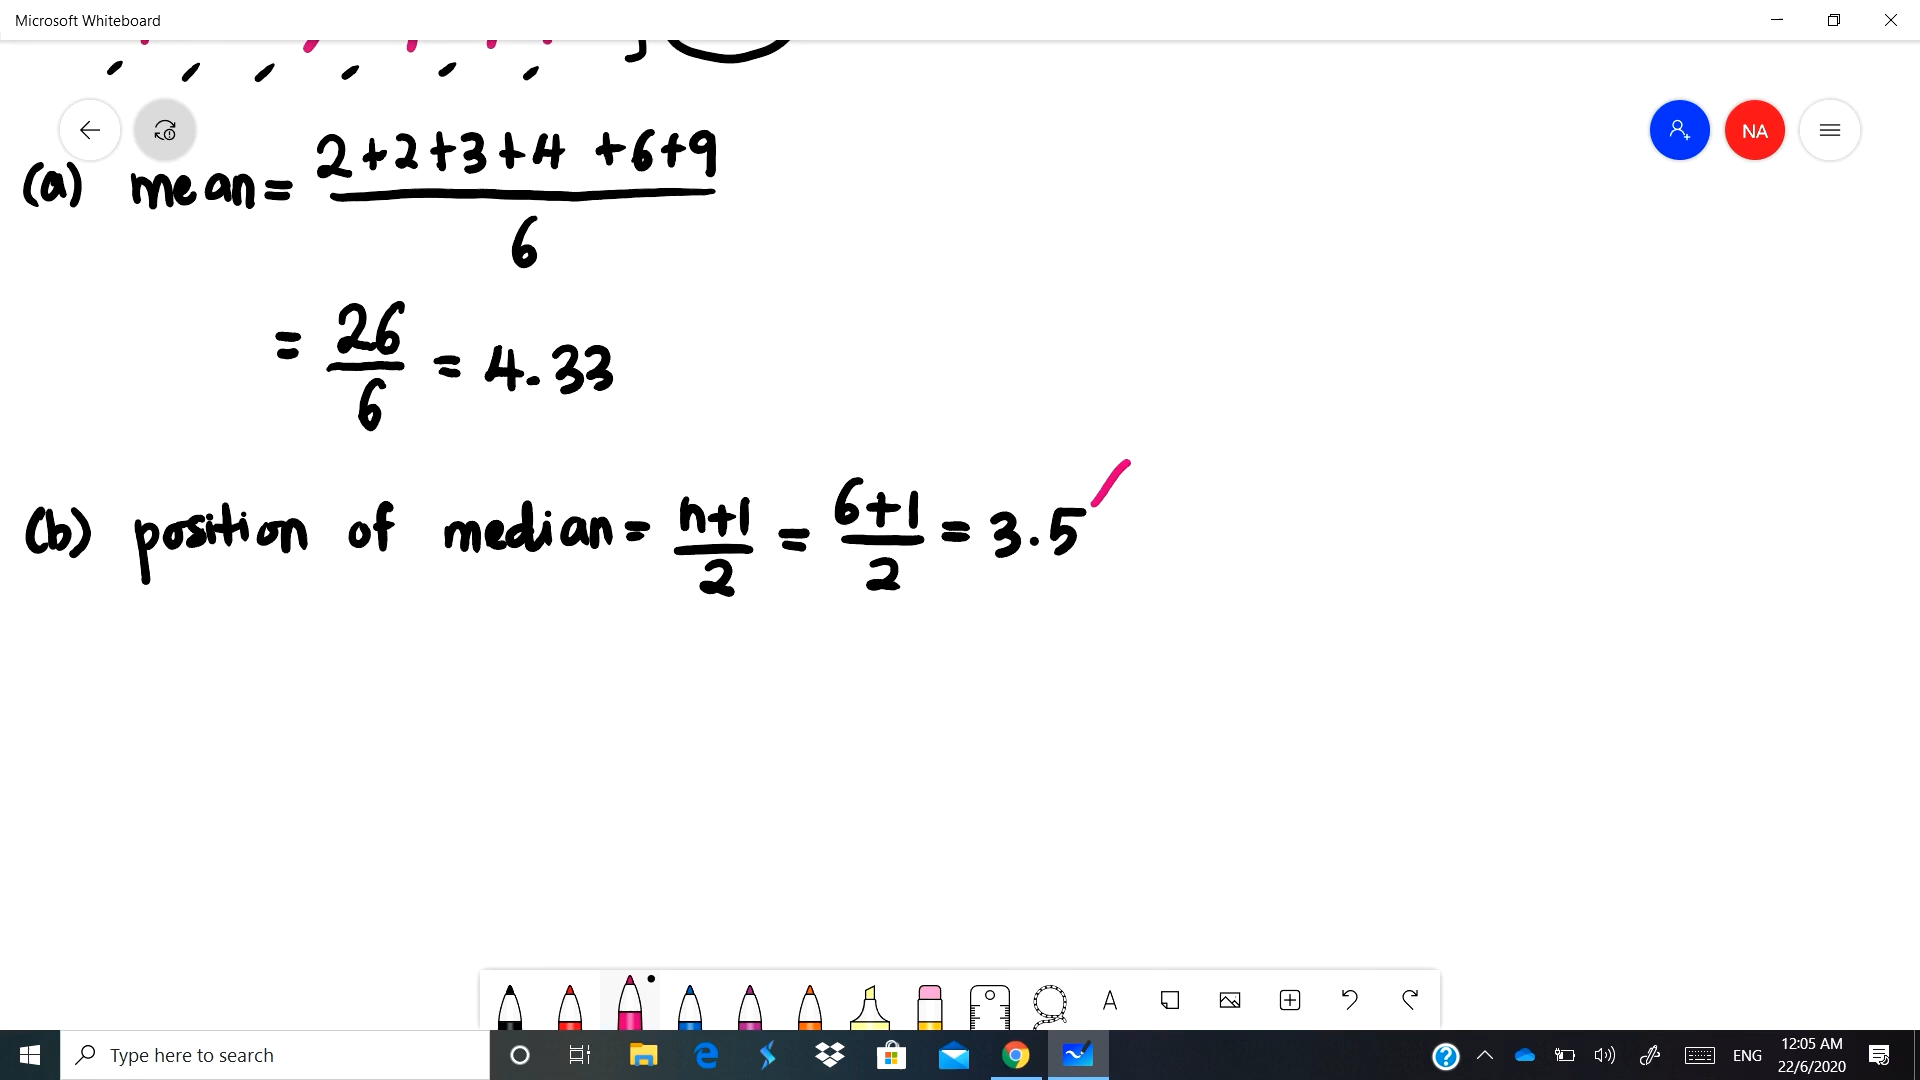 Microsoft Whiteboard
NA
(a) mean = 2+2+3+4 +6+9
6
= 26 = 4.33
6
(b) position of median = n+1 = 6+1 = 3.5
2 2
Type here to search
ENG
12:05 AM
22/6/2020